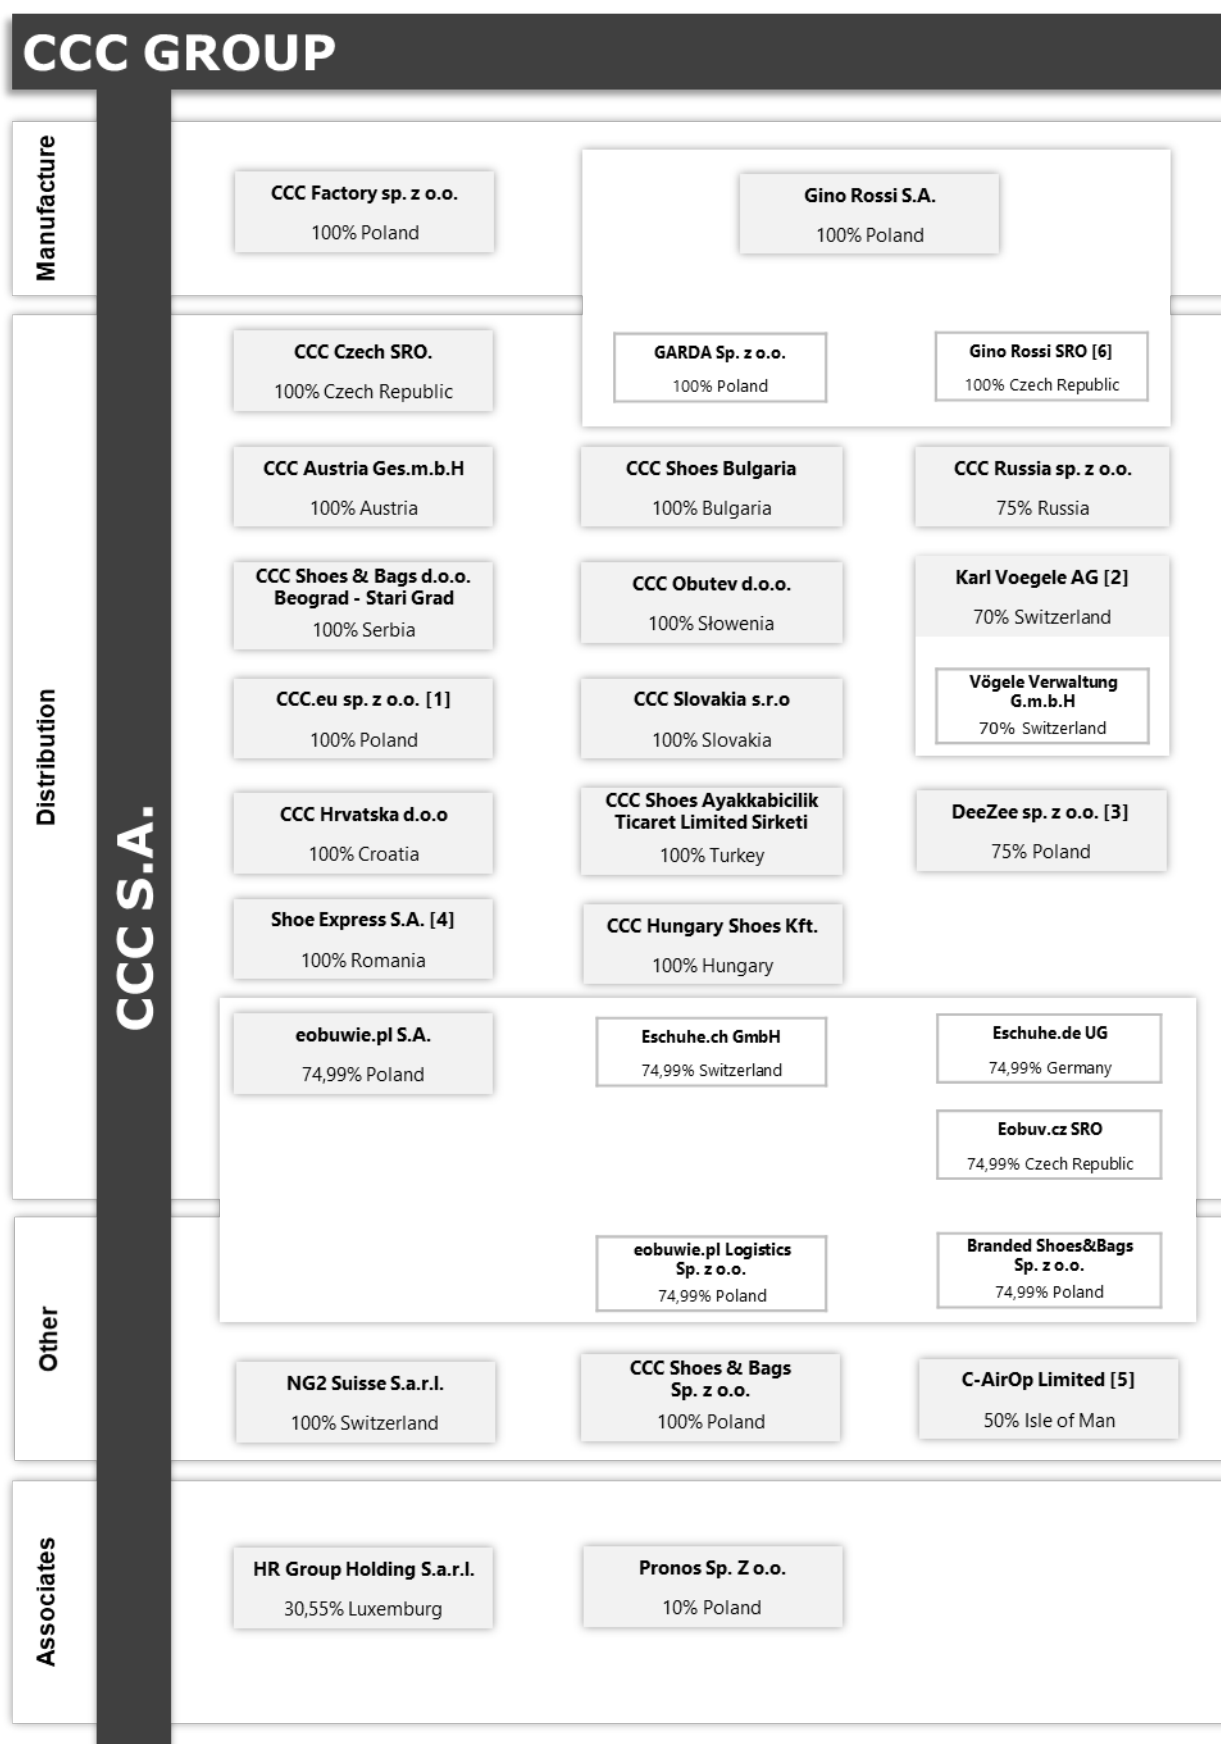 CCC GROUP
CCC S.A.
Manufacture
CCC Factory sp. z o.o.
100% Poland
Gino Rossi S.A.
100% Poland
Distribution
CCC Czech SRO.
100% Czech Republic
GARDA Sp. z o.o.
100% Poland
Gino Rossi SRO [6]
100% Czech Republic
CCC Austria Ges.m.b.H
100% Austria
CCC Shoes Bulgaria
100% Bulgaria
CCC Russia sp. z o.o.
75% Russia
CCC Shoes & Bags d.o.o.
Beograd - Stari Grad
100% Serbia
CCC Obutev d.o.o.
100% Słowenia
Karl Voegele AG [2]
70% Switzerland
CCC.eu sp. z o.o. [1]
100% Poland
CCC Slovakia s.r.o
100% Slovakia
Vögele Verwaltung
G.m.b.H
70% Switzerland
CCC Hrvatska d.o.o
100% Croatia
CCC Shoes Ayakkabicilik
Ticaret Limited Sirketi
100% Turkey
DeeZee sp. z o.o. [3]
75% Poland
Shoe Express S.A. [4]
100% Romania
CCC Hungary Shoes Kft.
100% Hungary
eobuwie.pl S.A.
74,99% Poland
Eschuhe.ch GmbH
74,99% Switzerland
Eschuhe.de UG
74,99% Germany
Eobuv.cz SRO
74,99% Czech Republic
Other
eobuwie.pl Logistics
Sp. z o.o.
74,99% Poland
Branded Shoes&Bags
Sp. z o.o.
74,99% Poland
NG2 Suisse S.a.r.l.
100% Switzerland
CCC Shoes & Bags
Sp. z o.o.
100% Poland
C-AirOp Limited [5]
50% Isle of Man
Associates
HR Group Holding S.a.r.l.
30,55% Luxemburg
Pronos Sp. Z o.o.
10% Poland